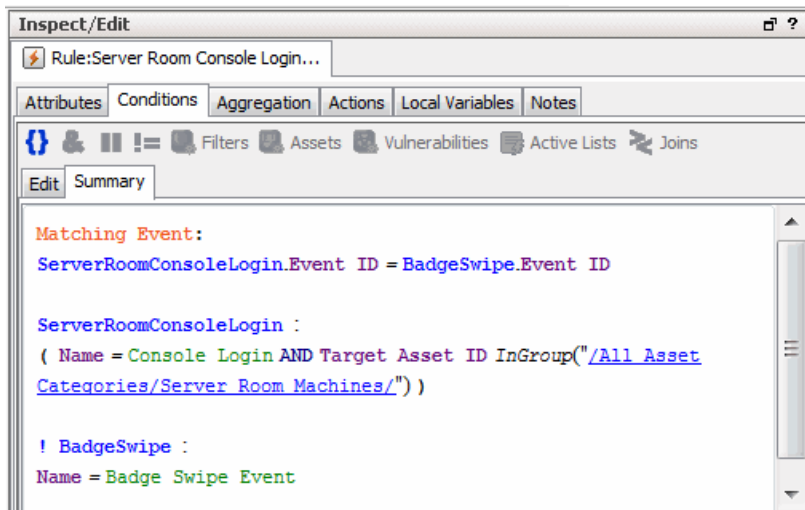 Inspect/Edit ?
Rule:Server Room Console Login...
Attributes Conditions Aggregation Actions Local Variables Notes
{} & != Filters Assets Vulnerabilities Active Lists Joins
Edit Summary
Matching Event:
ServerRoomConsoleLogin.Event ID = BadgeSwipe.Event ID
ServerRoomConsoleLogin :
( Name = Console Login AND Target Asset ID InGroup("/All Asset
Categories/Server Room Machines/") )
! BadgeSwipe :
Name = Badge Swipe Event